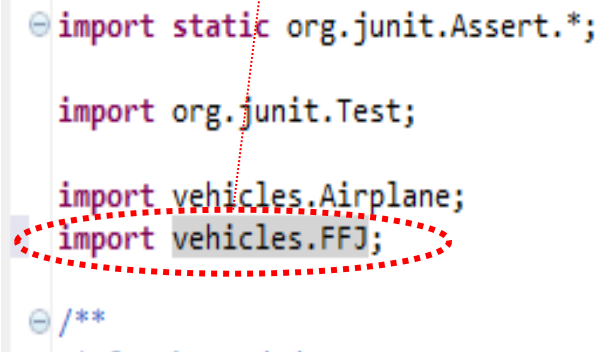 import static org.junit.Assert.*;
import org.junit.Test;
import vehicles.Airplane;
import vehicles.FFJ;
/**